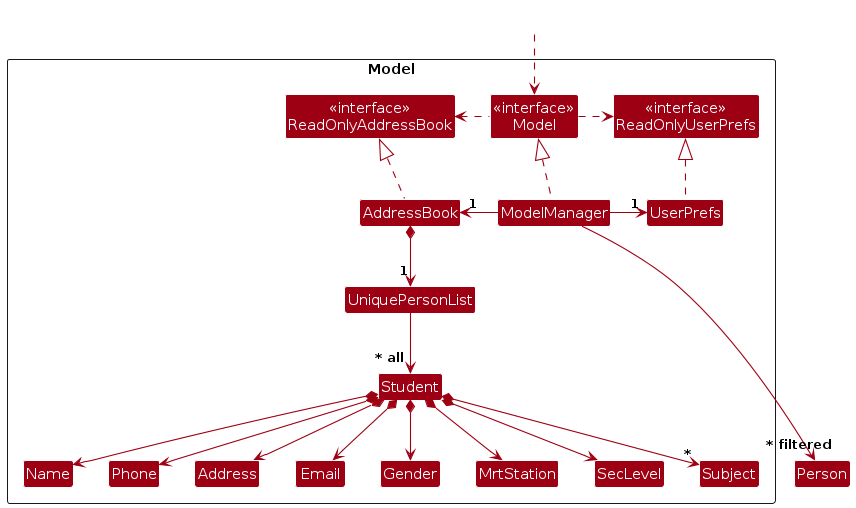 Model
«interface»
ReadOnlyAddressBook
«interface»
Model
«interface»
ReadOnlyUserPrefs
AddressBook
1
ModelManager
1
UserPrefs
1
UniquePersonList
* all
Student
* filtered
*
Name
Phone
Address
Email
Gender
MrtStation
SecLevel
Subject
Person